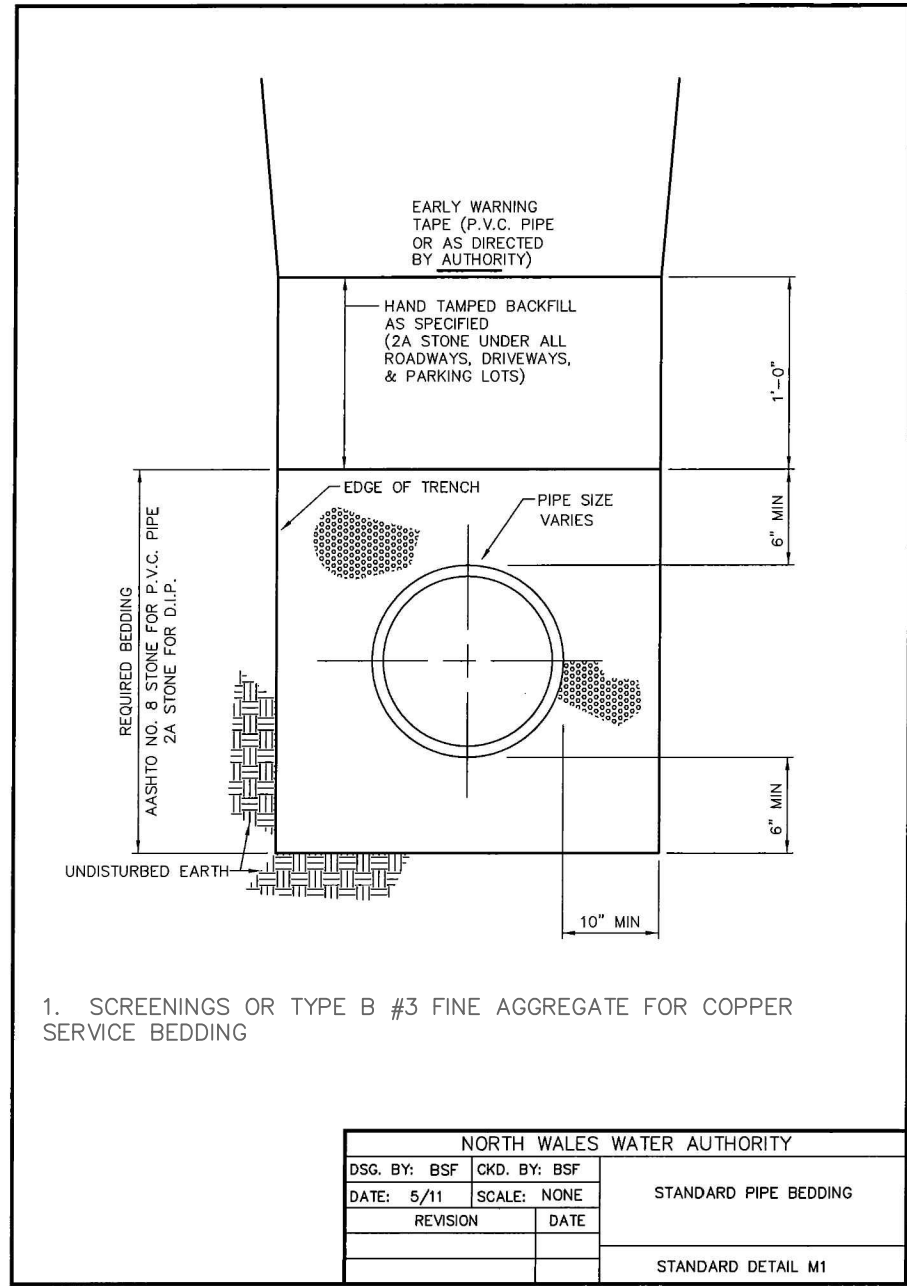 EARLY WARNING
TAPE (P.V.C. PIPE
OR AS DIRECTED
BY AUTHORITY)
HAND TAMPED BACKFILL
AS SPECIFIED
(2A STONE UNDER ALL
ROADWAYS, DRIVEWAYS,
& PARKING LOTS)
1'-0"
EDGE OF TRENCH
PIPE SIZE
VARIES
6" MIN
REQUIRED BEDDING
AASHTO NO. 8 STONE FOR P.V.C. PIPE
2A STONE FOR D.I.P.
6" MIN
UNDISTURBED EARTH
10" MIN
1. SCREENINGS OR TYPE B #3 FINE AGGREGATE FOR COPPER
SERVICE BEDDING
NORTH WALES WATER AUTHORITY
DSG. BY: BSF CKD. BY: BSF
DATE: 5/11 SCALE: NONE
STANDARD PIPE BEDDING
REVISION DATE
STANDARD DETAIL M1